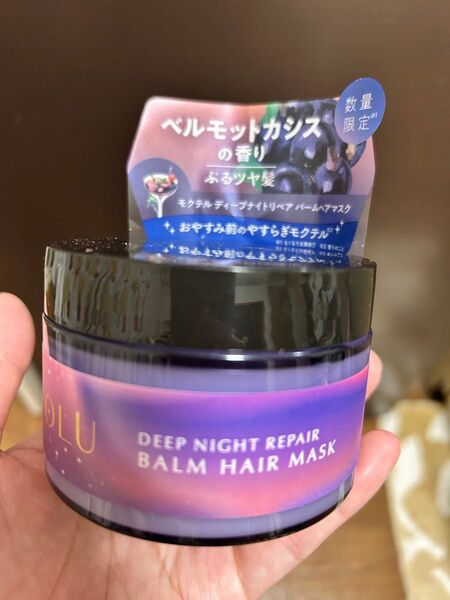 数量
限定
ベルモットカシス
の香り
ぷるツヤ髪
モクテル ディープナイトリペア バームヘアマスク
おやすみ前のやすらぎモクテル
OLU
DEEP NIGHT REPAIR
BALM HAIR MASK